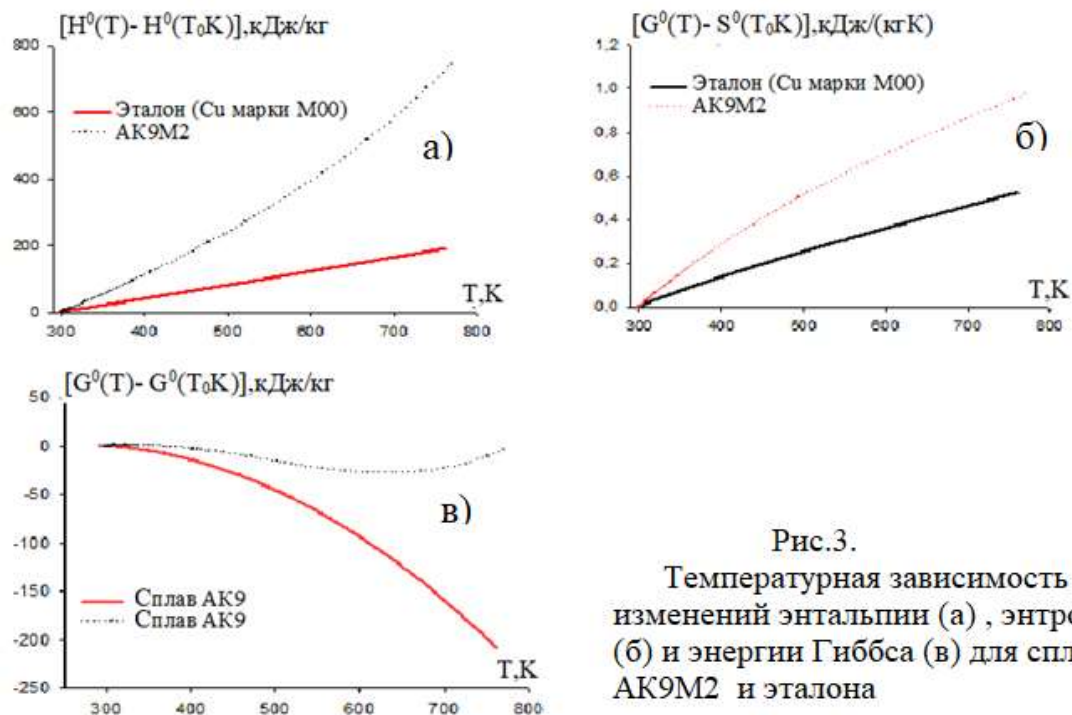 [H⁰(T)- H⁰(T₀K)],кДж/кг
800
600
400
200
0
Эталон (Cu марки М00)
АК9М2
а)
Т,К
300 400 500 600 700 800
[G⁰(T)- S⁰(T₀K)],кДж/(кгК)
1,2
1,0
0,8
0,6
0,4
0,2
0,0
Эталон (Cu марки М00)
АК9М2
б)
Т,К
300 400 500 600 700 800
[G⁰(T)- G⁰(T₀K)],кДж/кг
50
0
-50
-100
-150
-200
-250
в)
Сплав АК9
Сплав АК9
Т,К
300 400 500 600 700 800
Рис.3.
Температурная зависимость
изменений энтальпии (а) , энтро
(б) и энергии Гиббса (в) для спл
АК9М2 и эталона